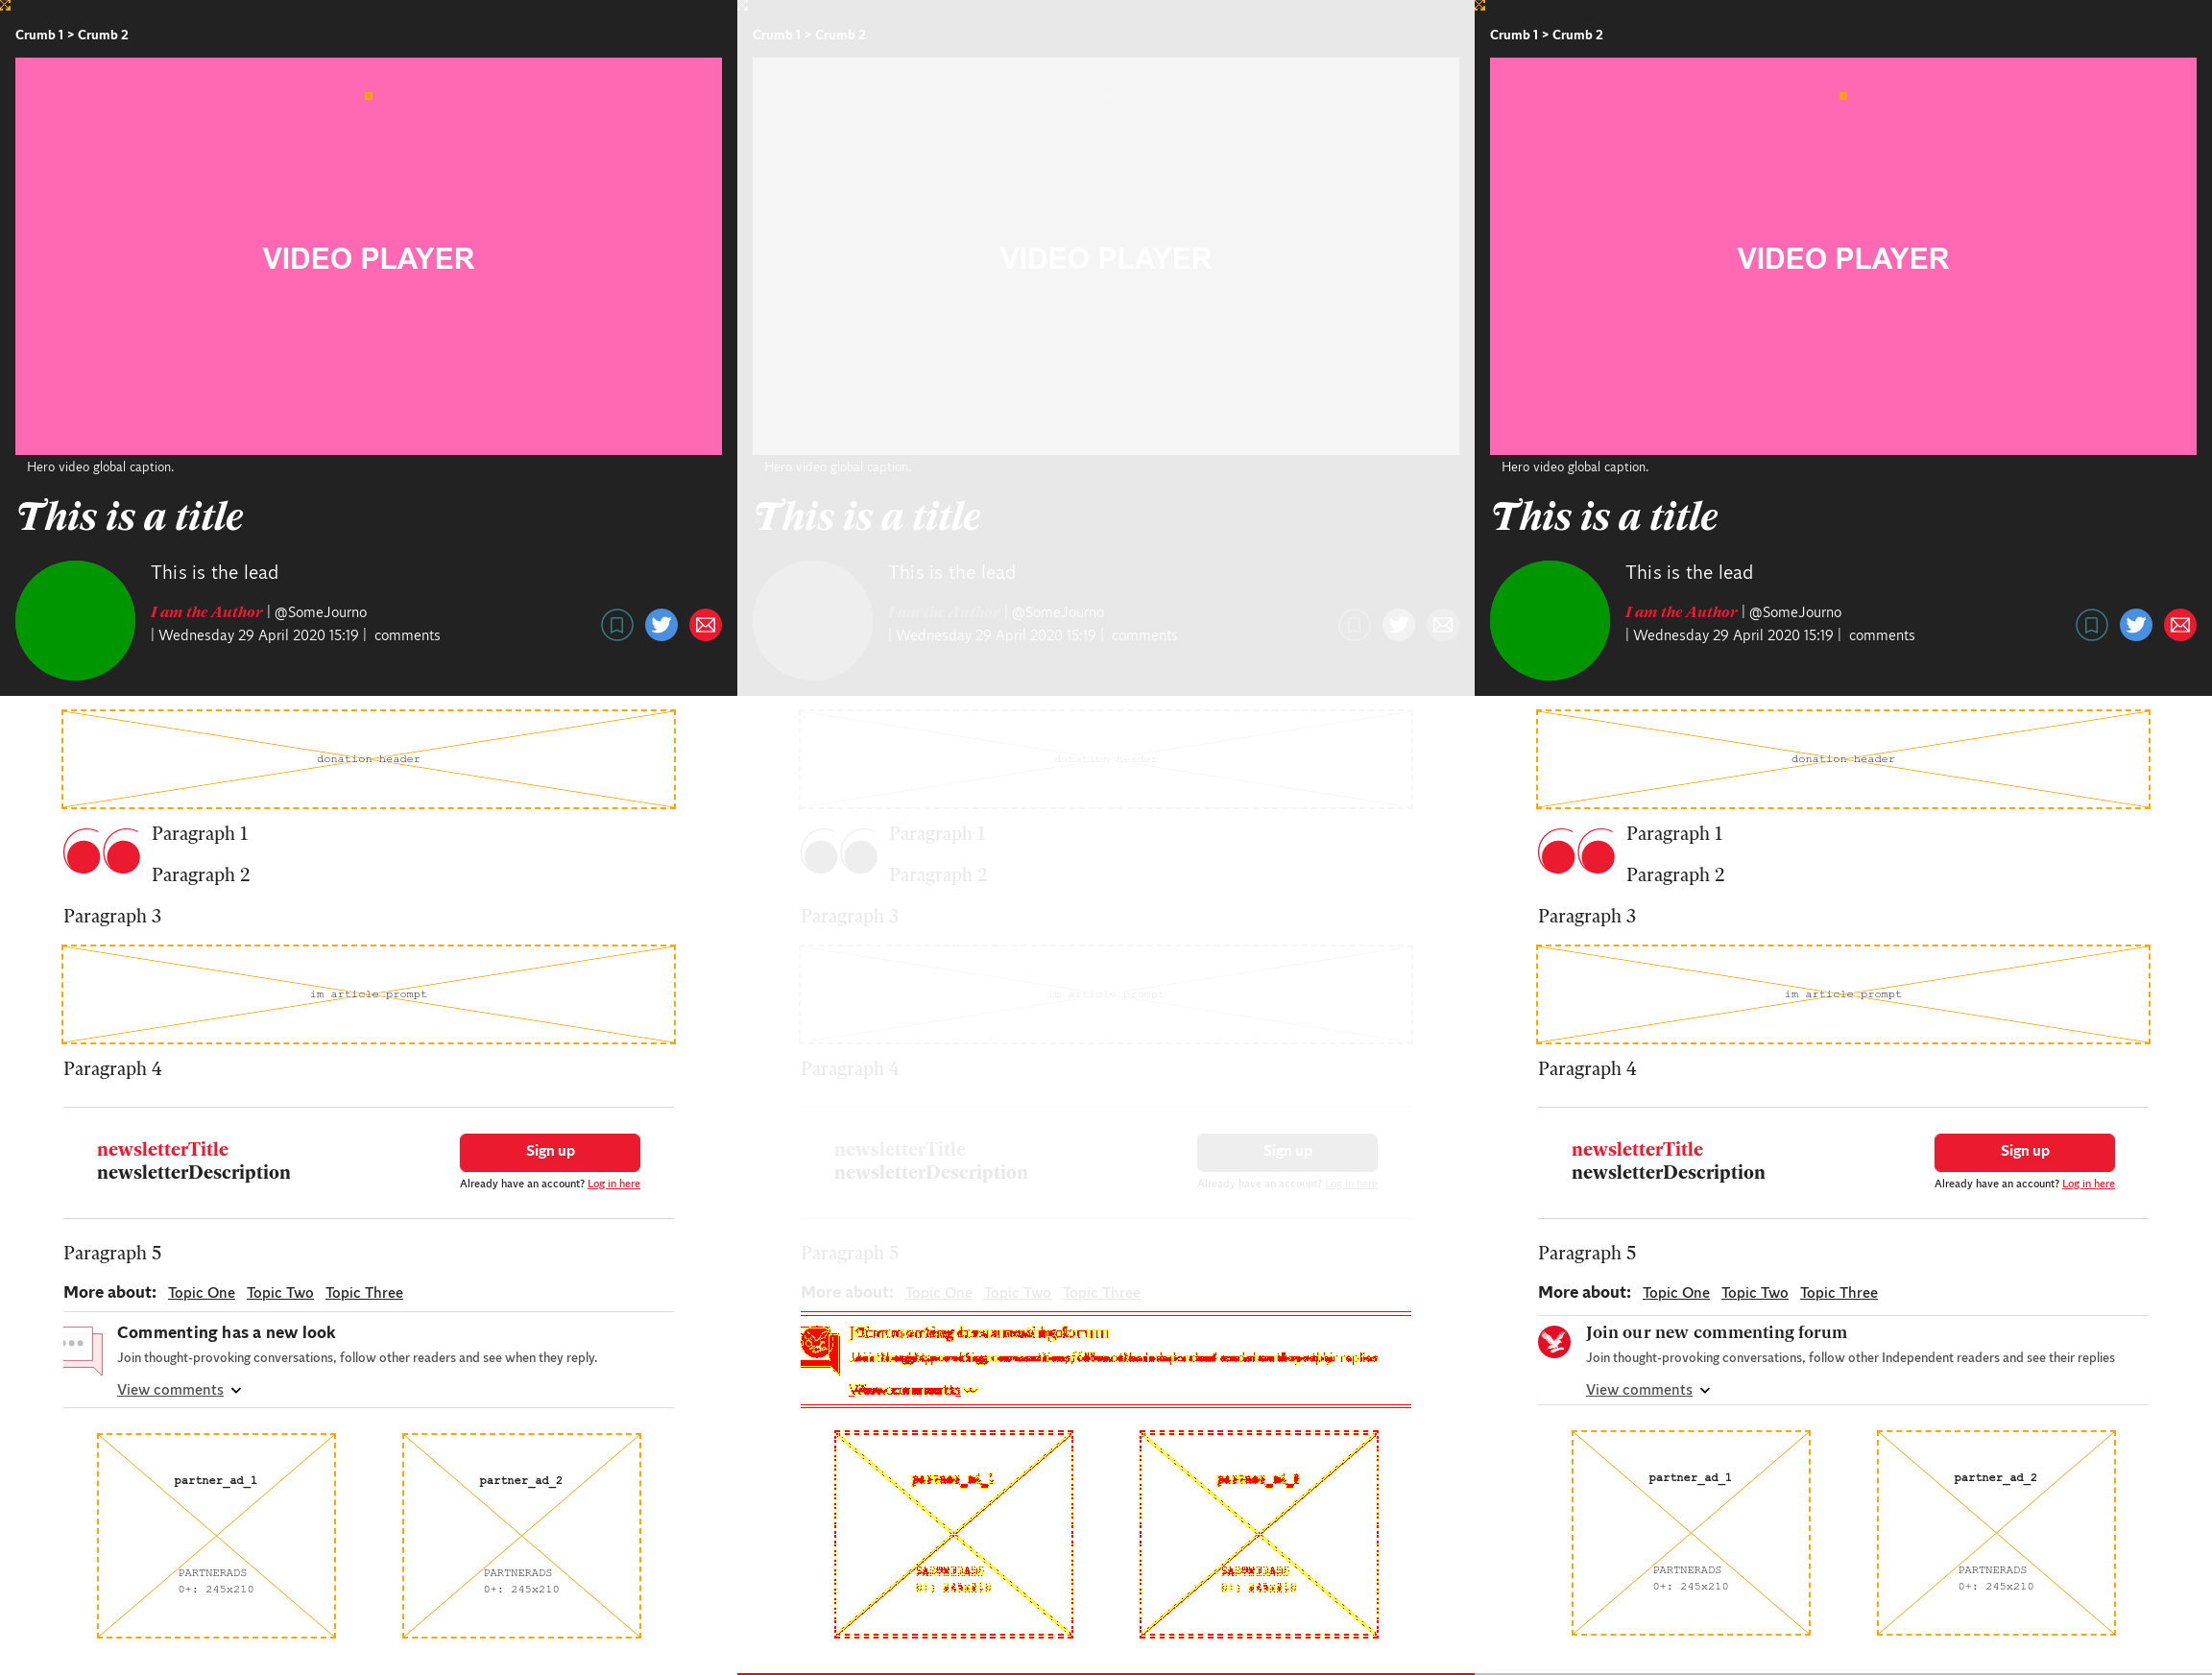 Crumb 1 > Crumb 2
VIDEO PLAYER
Hero video global caption.
This is a title
This is the lead
I am the Author | @SomeJourno
| Wednesday 29 April 2020 15:19 | comments
donation header
Paragraph 1
Paragraph 2
Paragraph 3
im article prompt
Paragraph 4
newsletterTitle
newsletterDescription
Sign up
Already have an account? Log in here
Paragraph 5
More about: Topic One Topic Two Topic Three
Commenting has a new look
Join thought-provoking conversations, follow other readers and see when they reply.
View comments
partner_ad_1
PARTNERADS
0+: 245x210
partner_ad_2
PARTNERADS
0+: 245x210
Crumb 1 > Crumb 2
VIDEO PLAYER
Hero video global caption.
This is a title
This is the lead
I am the Author | @SomeJourno
| Wednesday 29 April 2020 15:19 | comments
donation header
Paragraph 1
Paragraph 2
Paragraph 3
im article prompt
Paragraph 4
newsletterTitle
newsletterDescription
Sign up
Already have an account? Log in here
Paragraph 5
More about: Topic One Topic Two Topic Three
Crumb 1 > Crumb 2
VIDEO PLAYER
Hero video global caption.
This is a title
This is the lead
I am the Author | @SomeJourno
| Wednesday 29 April 2020 15:19 | comments
donation header
Paragraph 1
Paragraph 2
Paragraph 3
im article prompt
Paragraph 4
newsletterTitle
newsletterDescription
Sign up
Already have an account? Log in here
Paragraph 5
More about: Topic One Topic Two Topic Three
Join our new commenting forum
Join thought-provoking conversations, follow other Independent readers and see their replies
View comments
partner_ad_1
PARTNERADS
0+: 245x210
partner_ad_2
PARTNERADS
0+: 245x210